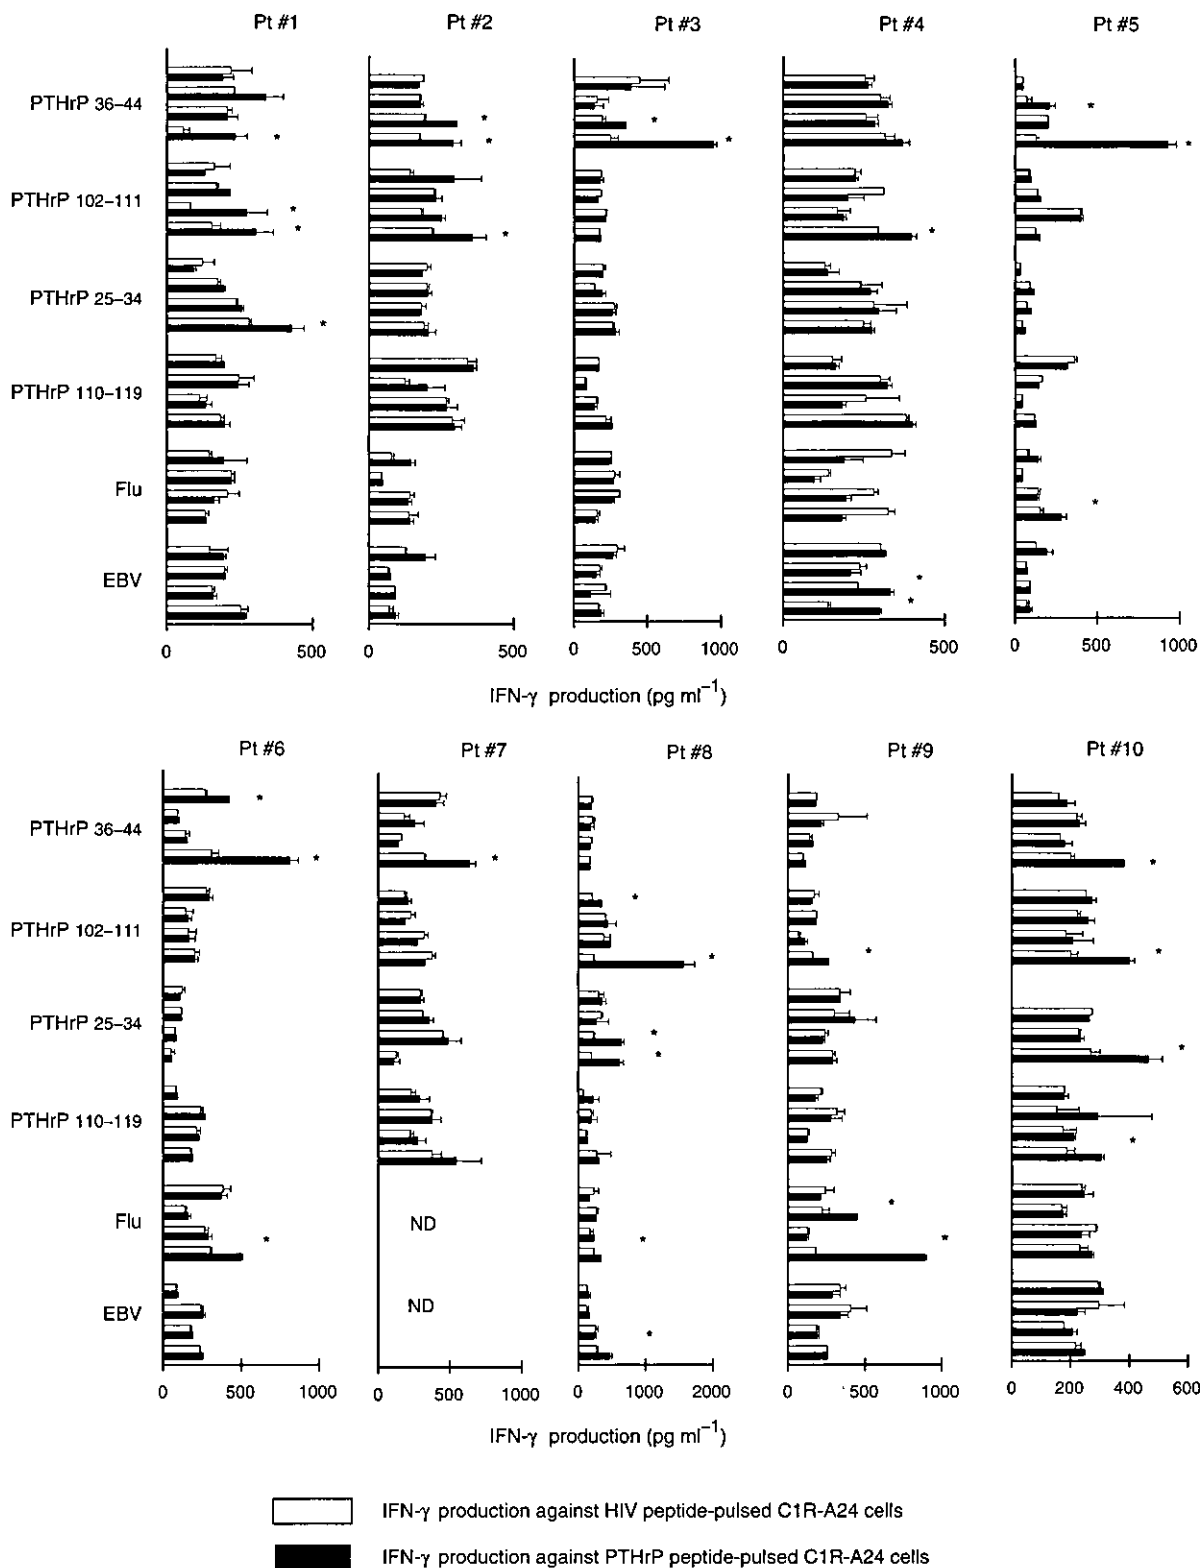 Pt #1 Pt #2 Pt #3 Pt #4 Pt #5
PTHrP 36–44
* * * * * * *
PTHrP 102–111
* * * *
PTHrP 25–34
*
PTHrP 110–119
Flu
*
EBV
* *
0 500 0 500 0 500 1000 0 500 0 500 1000
IFN-γ production (pg ml⁻¹)
Pt #6 Pt #7 Pt #8 Pt #9 Pt #10
PTHrP 36–44
* * * *
PTHrP 102–111
* * * *
PTHrP 25–34
* * *
PTHrP 110–119
*
Flu
ND
* * * *
EBV
ND
*
0 500 1000 0 500 1000 0 1000 2000 0 500 1000 0 200 400 600
IFN-γ production (pg ml⁻¹)
IFN-γ production against HIV peptide-pulsed C1R-A24 cells
IFN-γ production against PTHrP peptide-pulsed C1R-A24 cells